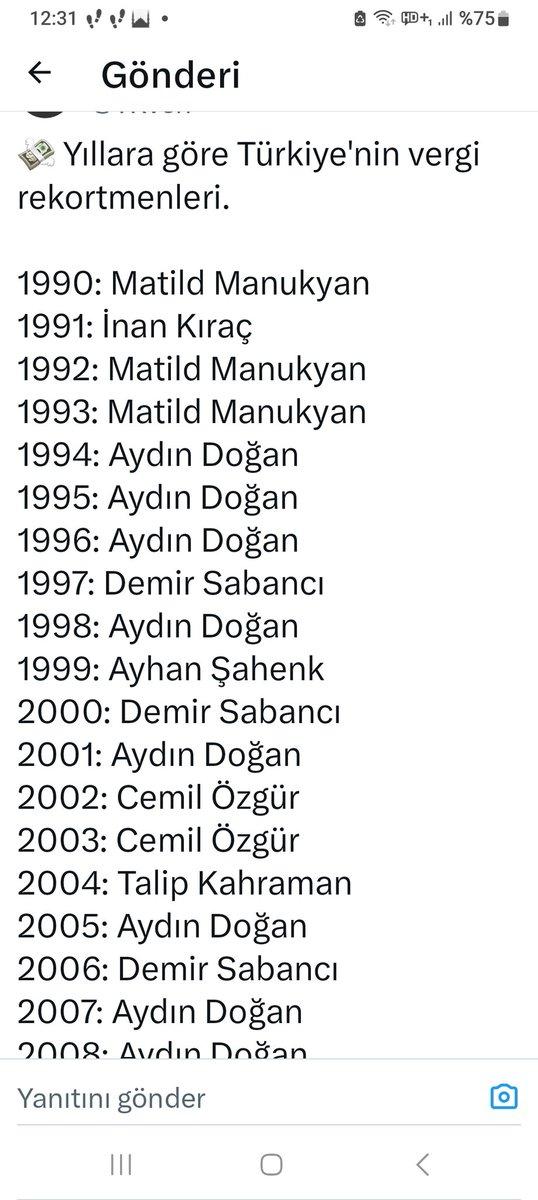 12:31
%75
Gönderi
Yıllara göre Türkiye'nin vergi
rekortmenleri.
1990: Matild Manukyan
1991: İnan Kıraç
1992: Matild Manukyan
1993: Matild Manukyan
1994: Aydın Doğan
1995: Aydın Doğan
1996: Aydın Doğan
1997: Demir Sabancı
1998: Aydın Doğan
1999: Ayhan Şahenk
2000: Demir Sabancı
2001: Aydın Doğan
2002: Cemil Özgür
2003: Cemil Özgür
2004: Talip Kahraman
2005: Aydın Doğan
2006: Demir Sabancı
2007: Aydın Doğan
2008: Aydın Doğan
Yanıtını gönder